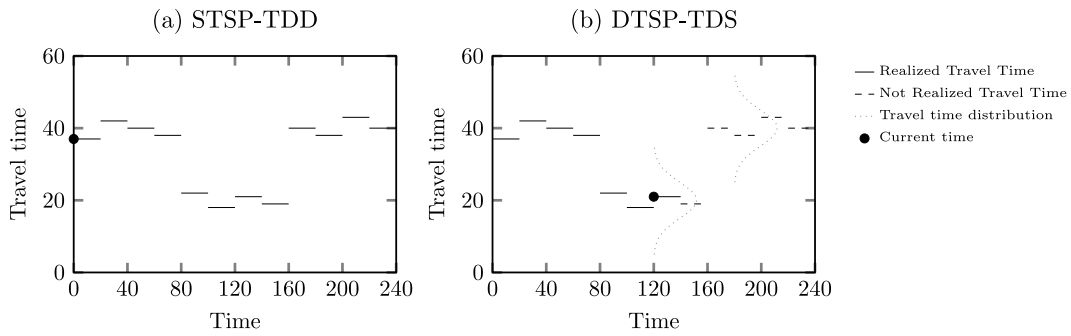 (a) STSP-TDD
60
40
20
0
Travel time
0 40 80 120 160 200 240
Time
(b) DTSP-TDS
60
40
20
0
Travel time
0 40 80 120 160 200 240
Time
Realized Travel Time
Not Realized Travel Time
Travel time distribution
Current time